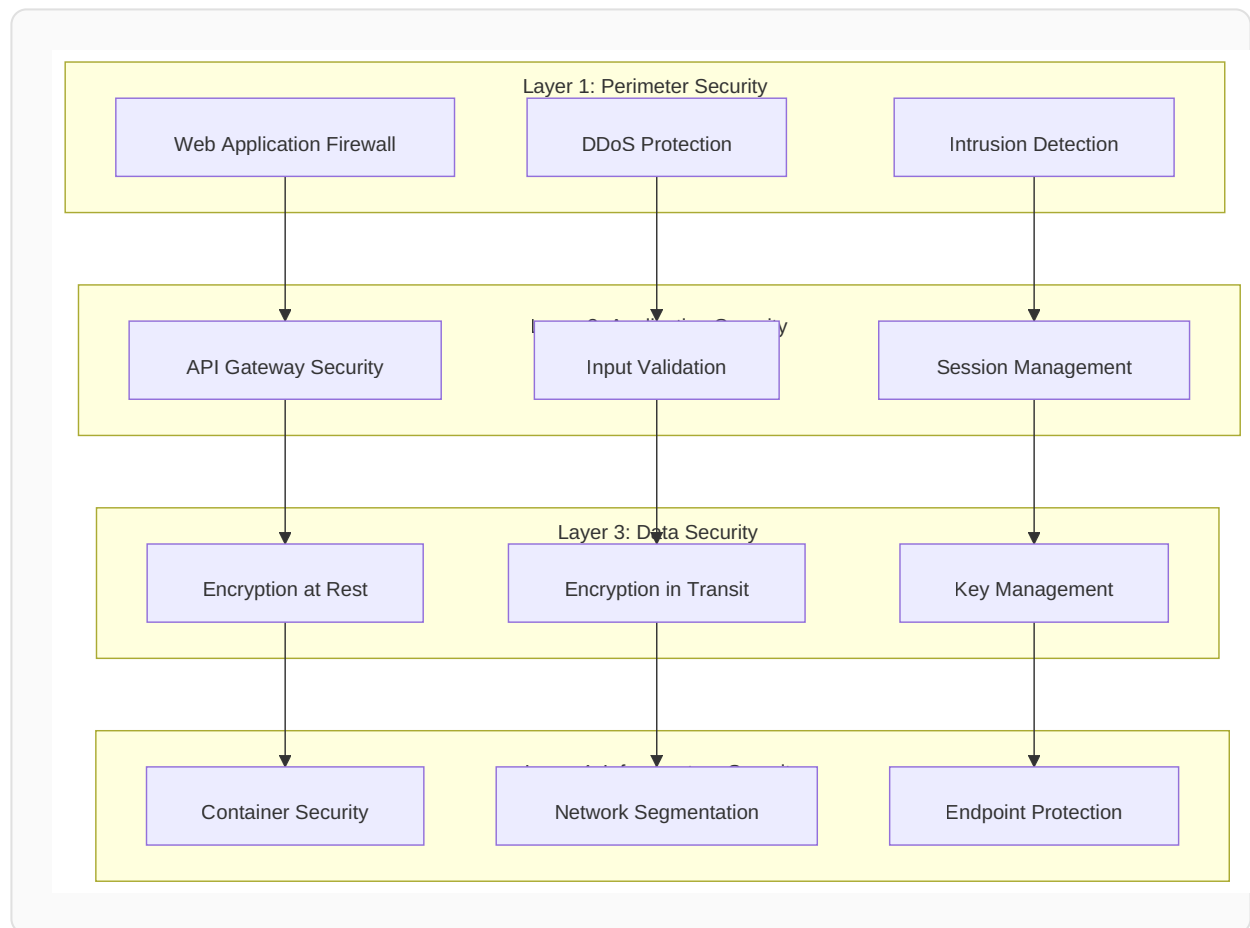 Layer 1: Perimeter Security
Web Application Firewall
DDoS Protection
Intrusion Detection
API Gateway Security
Input Validation
Session Management
Layer 3: Data Security
Encryption at Rest
Encryption in Transit
Key Management
Container Security
Network Segmentation
Endpoint Protection